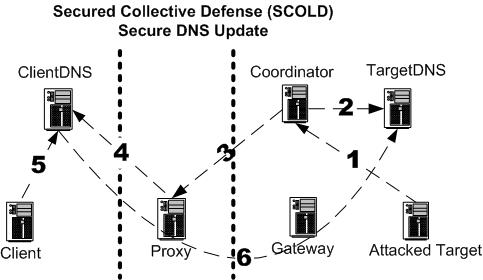 Secured Collective Defense (SCOLD)
Secure DNS Update
ClientDNS
Coordinator
TargetDNS
2
5
4
3
1
Client
Proxy
6
Gateway
Attacked Target